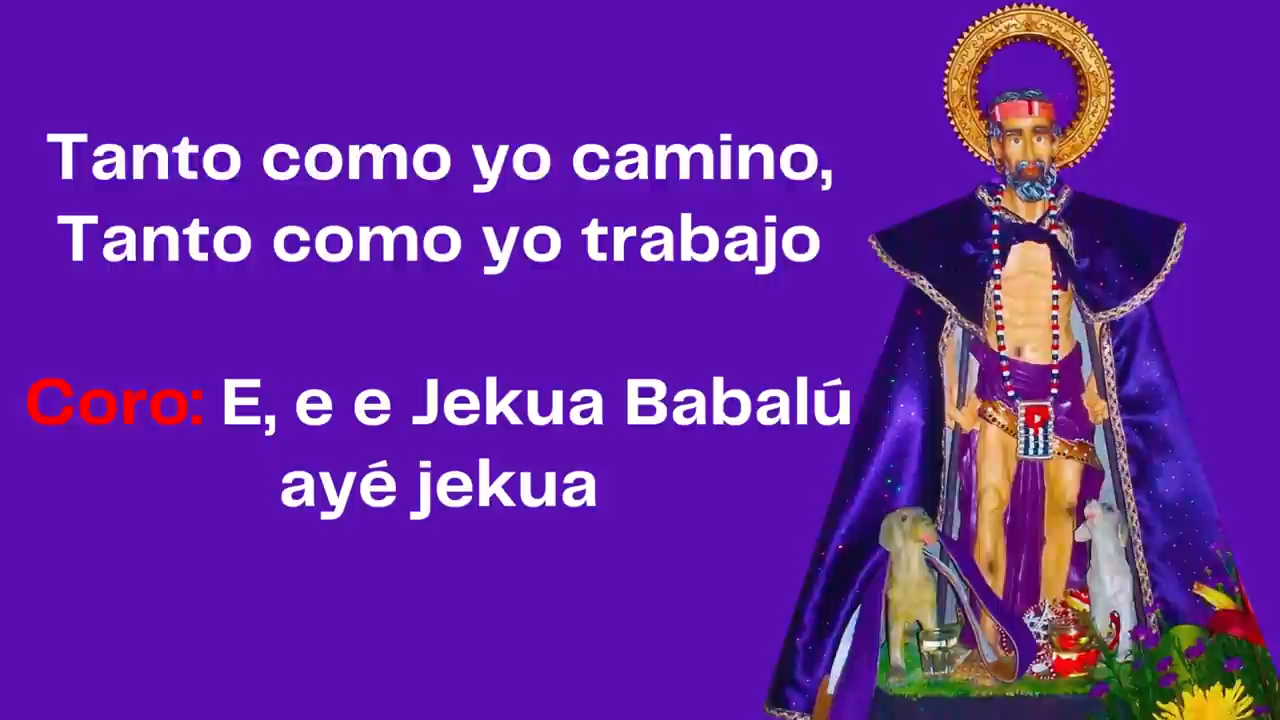 Tanto como yo camino,
Tanto como yo trabajo
Coro: E, e e Jekua Babalú
ayé jekua